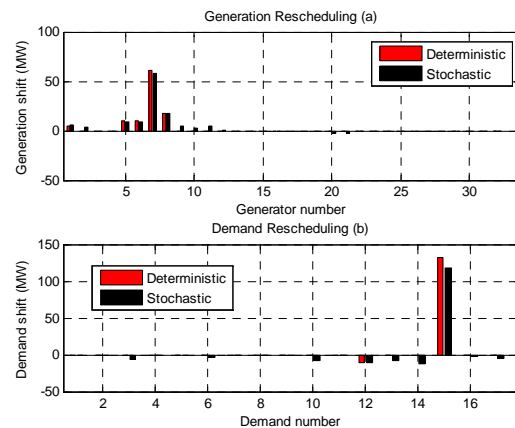 Generation Rescheduling (a)
Generation shift (MW)
100
50
0
-50
Deterministic
Stochastic
5 10 15 20 25 30
Generator number
Demand Rescheduling (b)
Demand shift (MW)
150
100
50
0
-50
Deterministic
Stochastic
2 4 6 8 10 12 14 16
Demand number